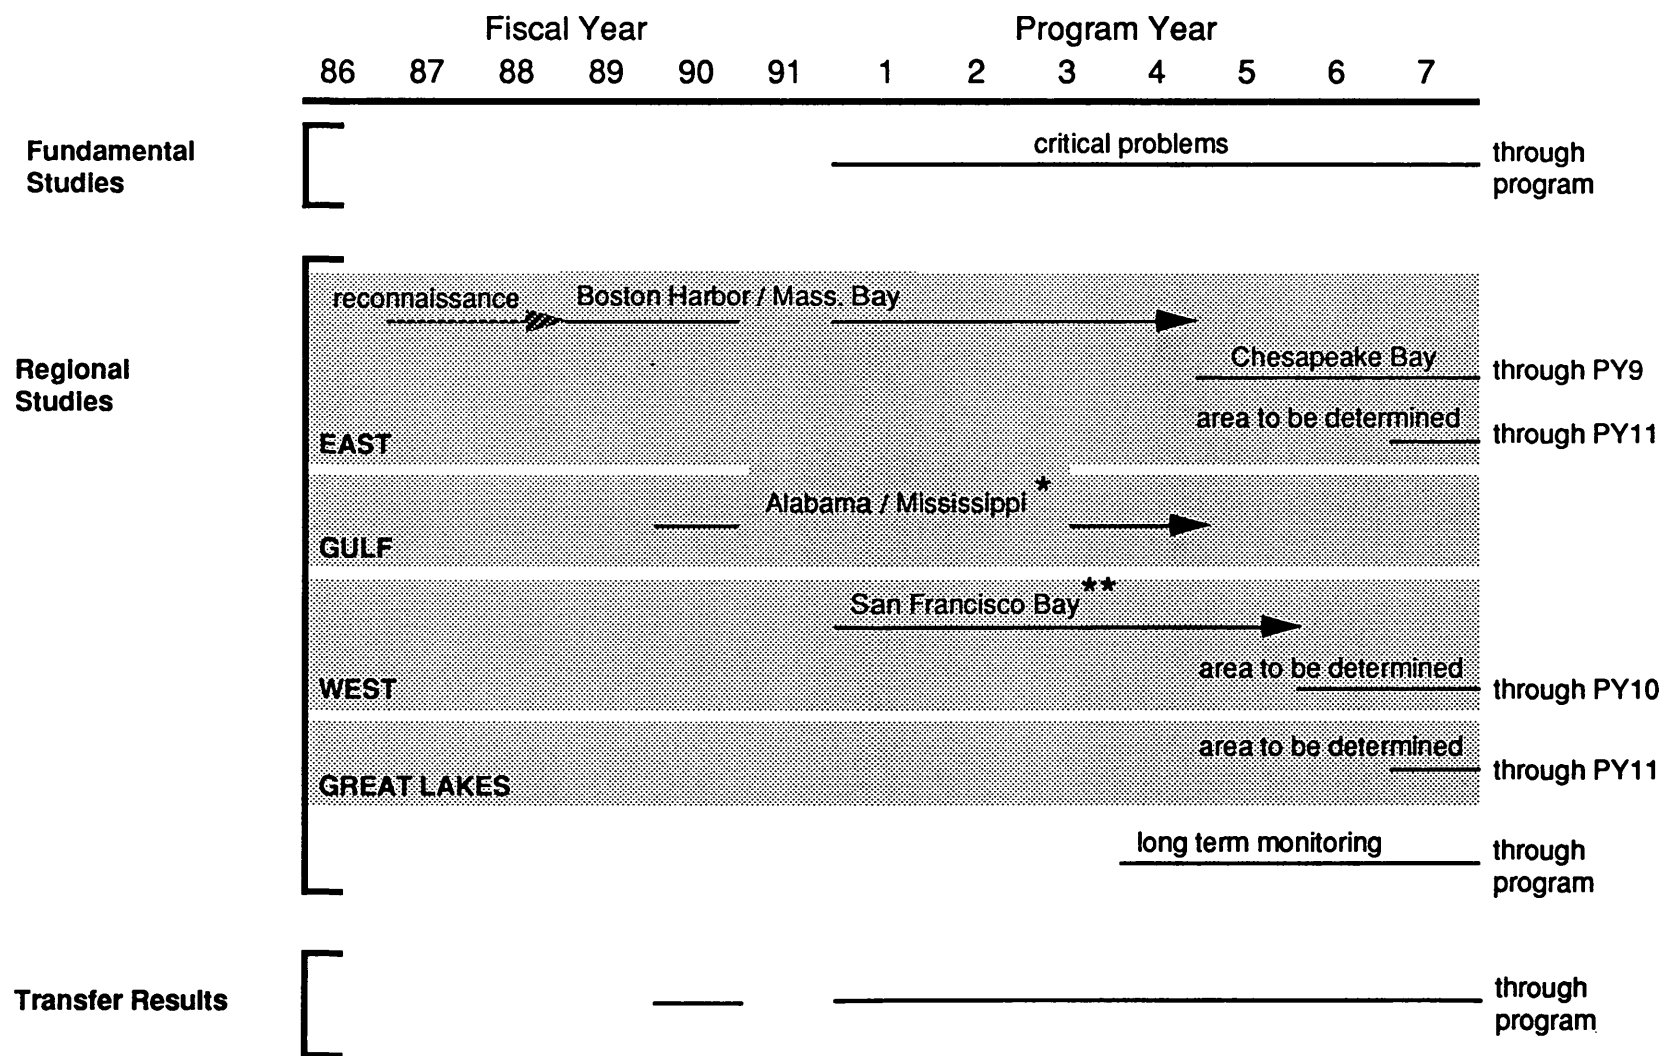 Fiscal Year Program Year
86 87 88 89 90 91 1 2 3 4 5 6 7
Fundamental
Studies
critical problems
through
program
Regional
Studies
reconnaissance Boston Harbor / Mass. Bay
Chesapeake Bay
through PY9
area to be determined
through PY11
EAST
Alabama / Mississippi *
GULF
San Francisco Bay **
area to be determined
WEST
through PY10
area to be determined
through PY11
GREAT LAKES
long term monitoring
through
program
Transfer Results
through
program